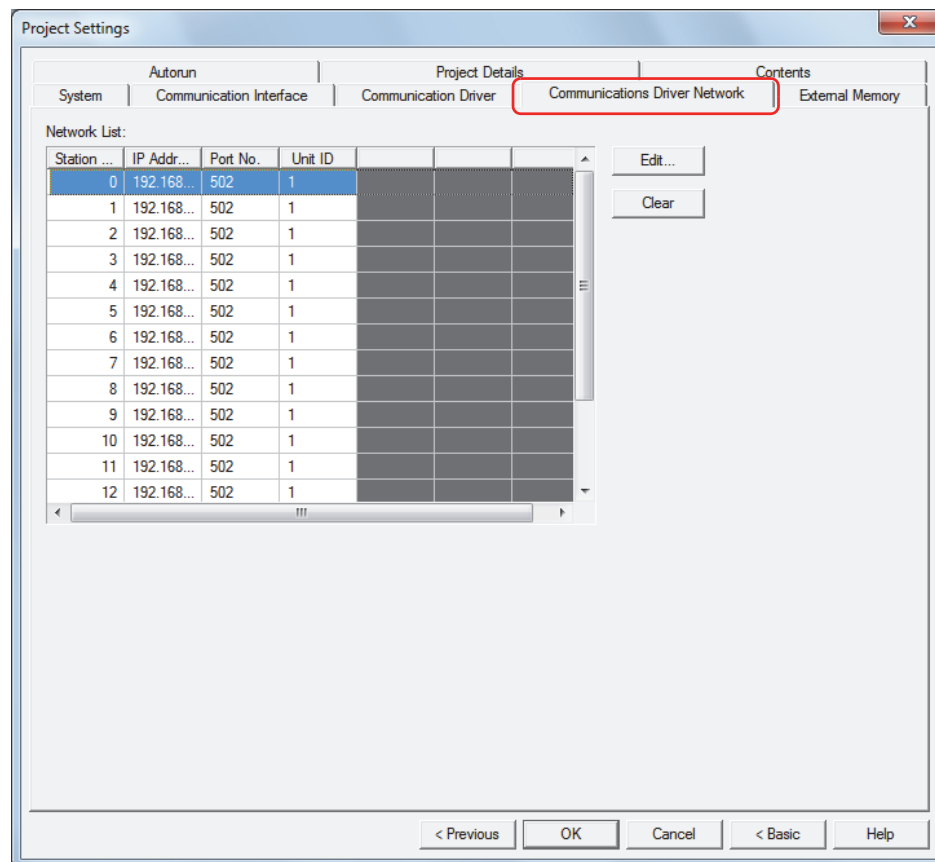 Project Settings
Autorun Project Details Contents
System Communication Interface Communication Driver Communications Driver Network External Memory
Network List:
Station ... IP Addr... Port No. Unit ID
0 192.168... 502 1
1 192.168... 502 1
2 192.168... 502 1
3 192.168... 502 1
4 192.168... 502 1
5 192.168... 502 1
6 192.168... 502 1
7 192.168... 502 1
8 192.168... 502 1
9 192.168... 502 1
10 192.168... 502 1
11 192.168... 502 1
12 192.168... 502 1
Edit...
Clear
< Previous OK Cancel < Basic Help